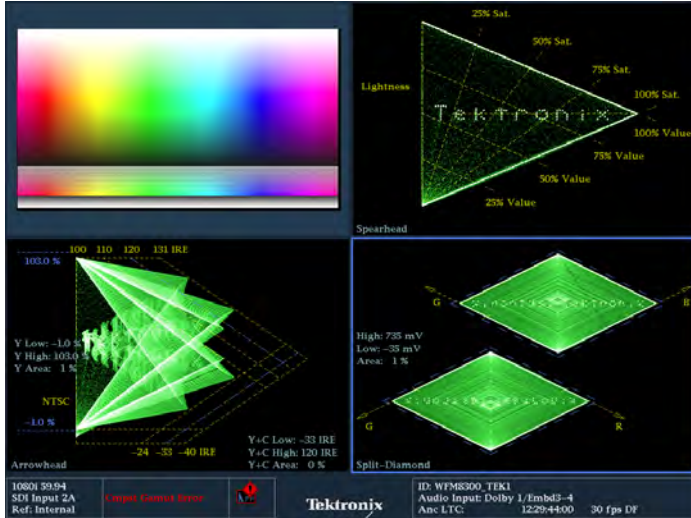 25% Sat.
50% Sat.
75% Sat.
100% Sat.
Lightness
Tektronix
100% Value
75% Value
50% Value
25% Value
Spearhead
100 110 120 131 IRE
103.0 %
Y Low: -1.0 %
Y High: 103.0 %
Y Area: 1 %
NTSC
-1.0 %
-24 -33 -40 IRE
Y+C Low: -33 IRE
Y+C High: 120 IRE
Y+C Area: 0 %
Arrowhead
G
B
High: 735 mV
Low: -35 mV
Area: 1 %
G
R
Split-Diamond
1080i 59.94
SDI Input 2A
Ref: Internal
Tektronix
ID: WFM8300_TEK1
Audio Input: Dolby 1/Embd3-4
Anc LTC: 12:29:44:00 30 fps DF